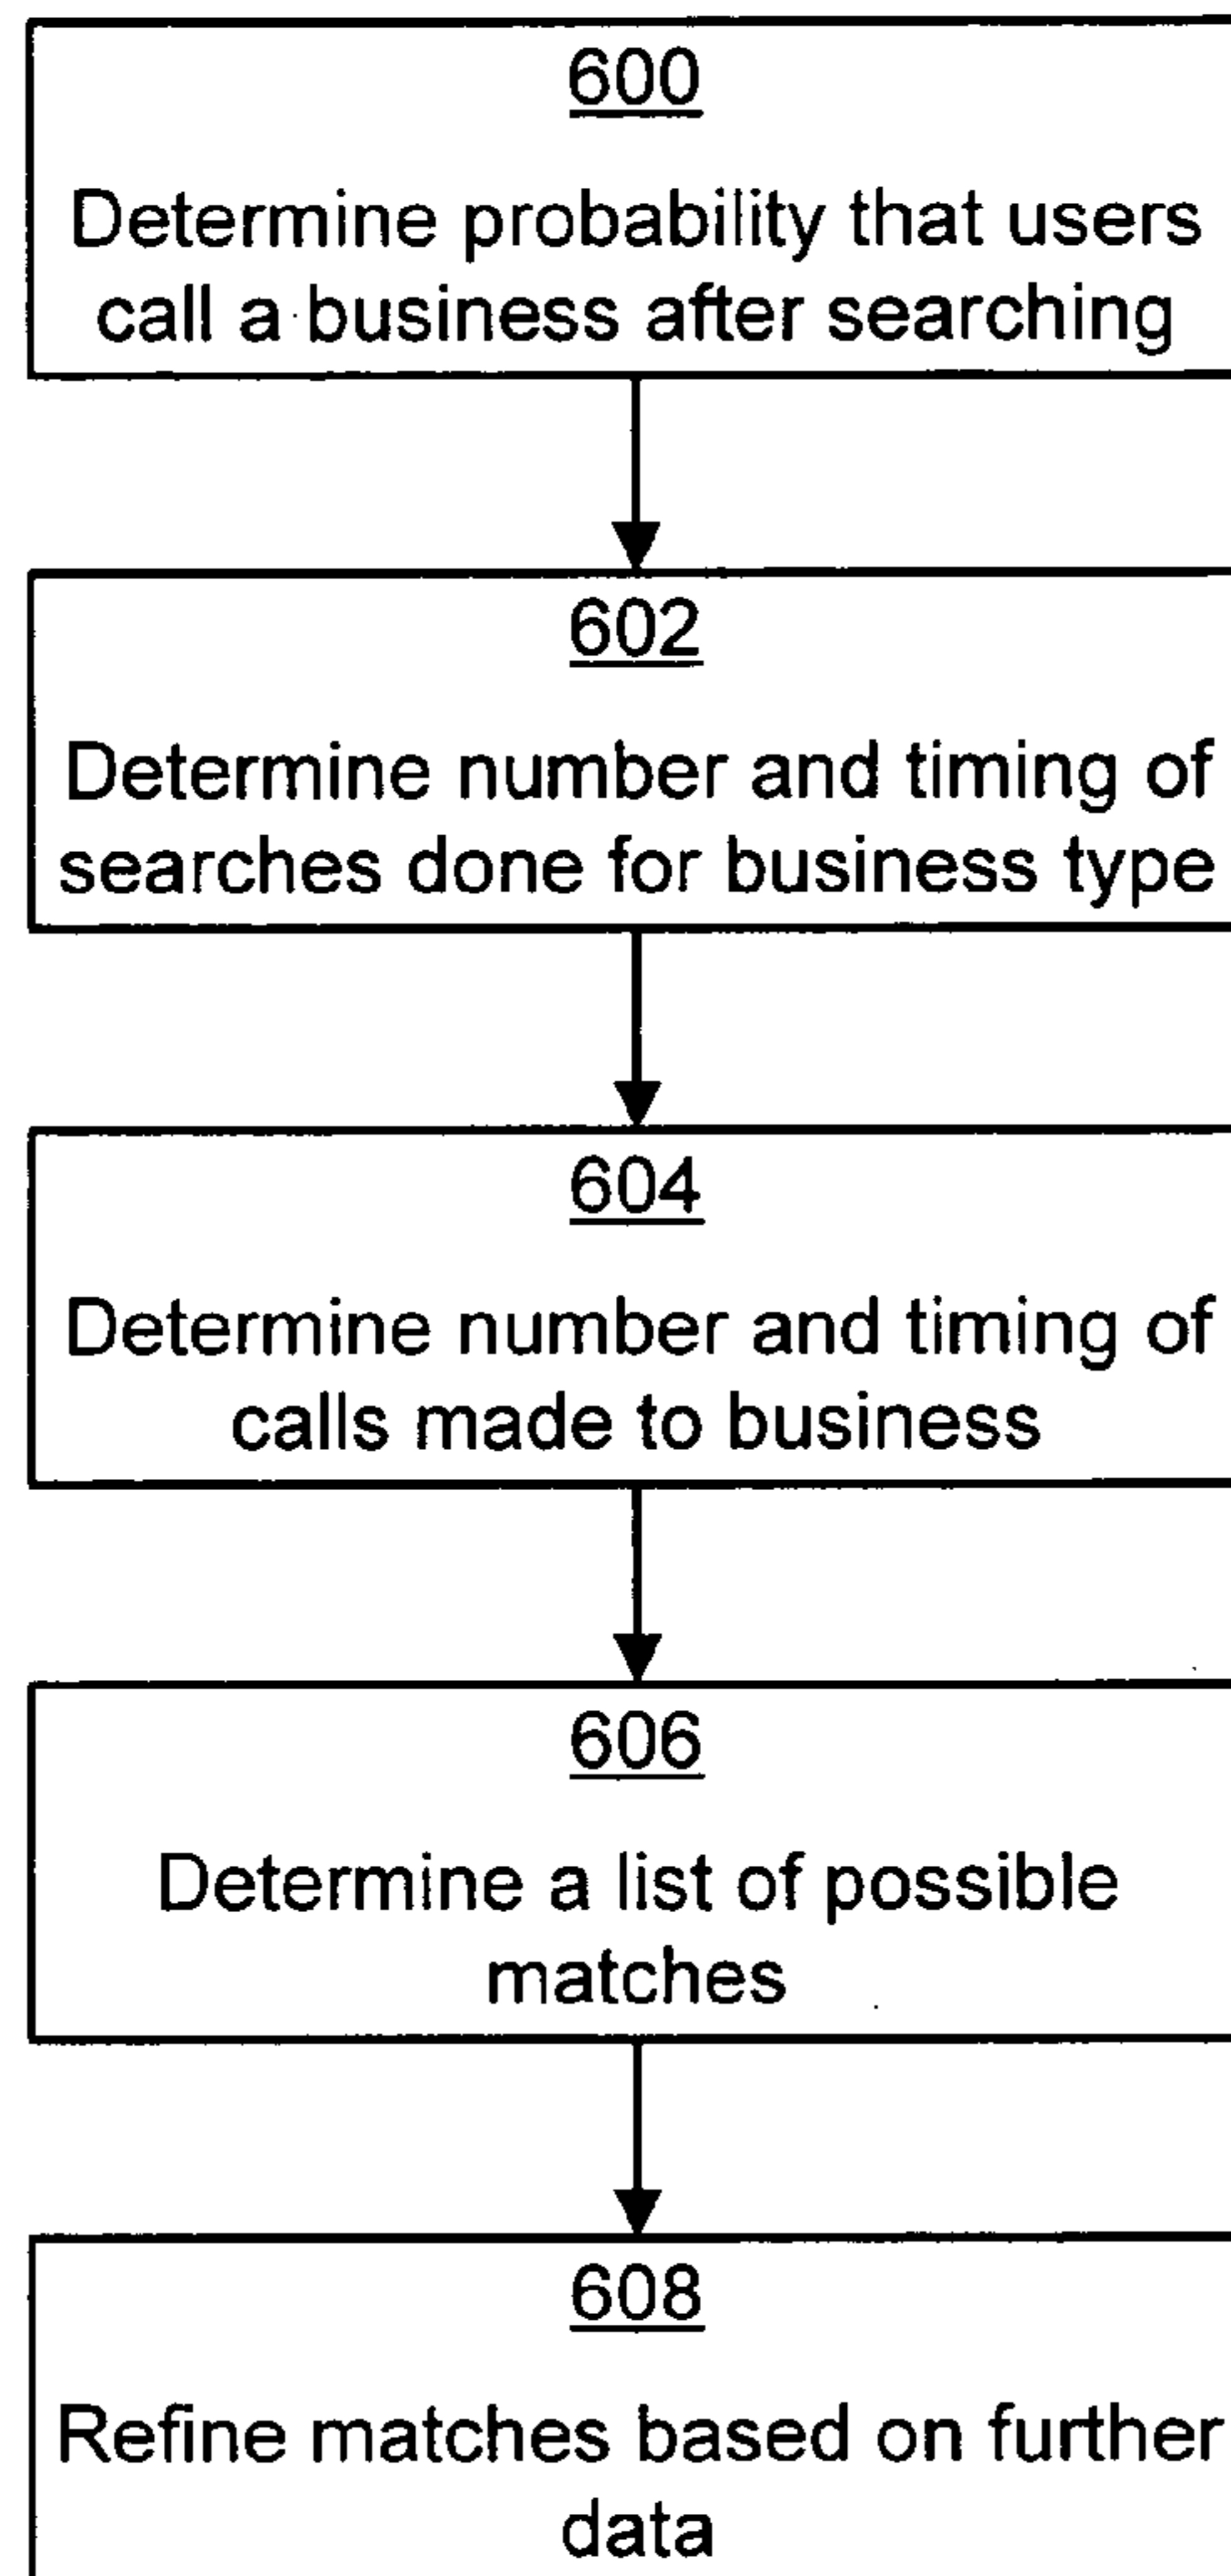 600
Determine probability that users
call a business after searching
602
Determine number and timing of
searches done for business type
604
Determine number and timing of
calls made to business
606
Determine a list of possible
matches
608
Refine matches based on further
data